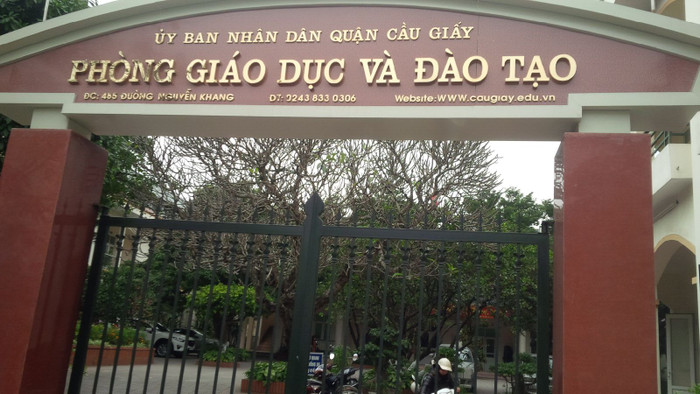 ỦY BAN NHÂN DÂN QUẬN CẦU GIẤY
PHÒNG GIÁO DỤC VÀ ĐÀO TẠO
ĐC: 485 ĐƯỜNG NGUYỄN KHANG ĐT: 0243 833 0306 Website:WWW.caugiay.edu.vn